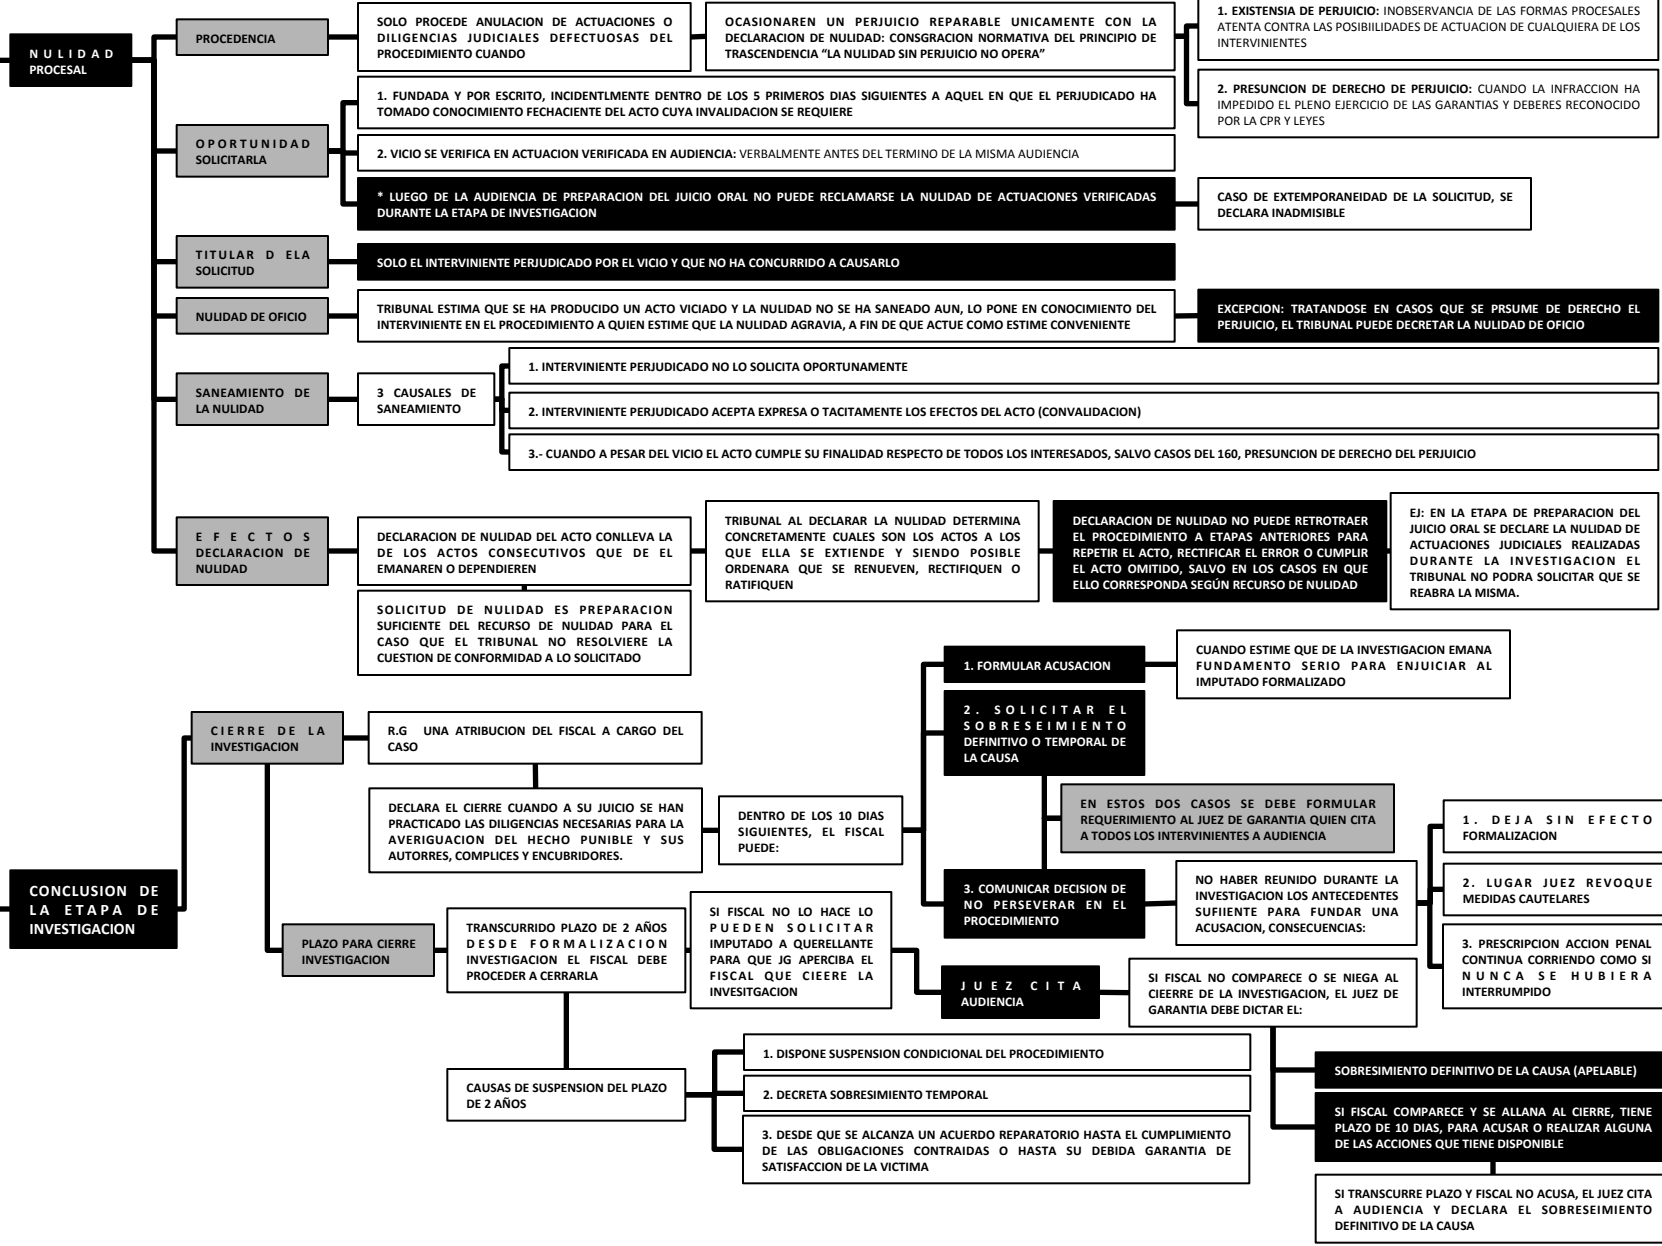 N U L I D A D
PROCESAL
PROCEDENCIA
SOLO PROCEDE ANULACION DE ACTUACIONES O
DILIGENCIAS JUDICIALES DEFECTUOSAS DEL
PROCEDIMIENTO CUANDO
OCASIONAREN UN PERJUICIO REPARABLE UNICAMENTE CON LA
DECLARACION DE NULIDAD: CONSGRACION NORMATIVA DEL PRINCIPIO DE
TRASCENDENCIA “LA NULIDAD SIN PERJUICIO NO OPERA”
1. EXISTENSIA DE PERJUICIO: INOBSERVANCIA DE LAS FORMAS PROCESALES
ATENTA CONTRA LAS POSIBIILIDADES DE ACTUACION DE CUALQUIERA DE LOS
INTERVINIENTES
2. PRESUNCION DE DERECHO DE PERJUICIO: CUANDO LA INFRACCION HA
IMPEDIDO EL PLENO EJERCICIO DE LAS GARANTIAS Y DEBERES RECONOCIDO
POR LA CPR Y LEYES
O P O R T U N I D A D
SOLICITARLA
1. FUNDADA Y POR ESCRITO, INCIDENTLMENTE DENTRO DE LOS 5 PRIMEROS DIAS SIGUIENTES A AQUEL EN QUE EL PERJUDICADO HA
TOMADO CONOCIMIENTO FECHACIENTE DEL ACTO CUYA INVALIDACION SE REQUIERE
2. VICIO SE VERIFICA EN ACTUACION VERIFICADA EN AUDIENCIA: VERBALMENTE ANTES DEL TERMINO DE LA MISMA AUDIENCIA
* LUEGO DE LA AUDIENCIA DE PREPARACION DEL JUICIO ORAL NO PUEDE RECLAMARSE LA NULIDAD DE ACTUACIONES VERIFICADAS
DURANTE LA ETAPA DE INVESTIGACION
CASO DE EXTEMPORANEIDAD DE LA SOLICITUD, SE
DECLARA INADMISIBLE
TITULAR D ELA
SOLICITUD
SOLO EL INTERVINIENTE PERJUDICADO POR EL VICIO Y QUE NO HA CONCURRIDO A CAUSARLO
NULIDAD DE OFICIO
TRIBUNAL ESTIMA QUE SE HA PRODUCIDO UN ACTO VICIADO Y LA NULIDAD NO SE HA SANEADO AUN, LO PONE EN CONOCIMIENTO DEL
INTERVINIENTE EN EL PROCEDIMIENTO A QUIEN ESTIME QUE LA NULIDAD AGRAVIA, A FIN DE QUE ACTUE COMO ESTIME CONVENIENTE
EXCEPCION: TRATANDOSE EN CASOS QUE SE PRSUME DE DERECHO EL
PERJUICIO, EL TRIBUNAL PUEDE DECRETAR LA NULIDAD DE OFICIO
SANEAMIENTO DE
LA NULIDAD
3 CAUSALES DE
SANEAMIENTO
1. INTERVINIENTE PERJUDICADO NO LO SOLICITA OPORTUNAMENTE
2. INTERVINIENTE PERJUDICADO ACEPTA EXPRESA O TACITAMENTE LOS EFECTOS DEL ACTO (CONVALIDACION)
3.- CUANDO A PESAR DEL VICIO EL ACTO CUMPLE SU FINALIDAD RESPECTO DE TODOS LOS INTERESADOS, SALVO CASOS DEL 160, PRESUNCION DE DERECHO DEL PERJUICIO
E F E C T O S
DECLARACION DE
NULIDAD
DECLARACION DE NULIDAD DEL ACTO CONLLEVA LA
DE LOS ACTOS CONSECUTIVOS QUE DE EL
EMANAREN O DEPENDIEREN
SOLICITUD DE NULIDAD ES PREPARACION
SUFICIENTE DEL RECURSO DE NULIDAD PARA EL
CASO QUE EL TRIBUNAL NO RESOLVIERE LA
CUESTION DE CONFORMIDAD A LO SOLICITADO
TRIBUNAL AL DECLARAR LA NULIDAD DETERMINA
CONCRETAMENTE CUALES SON LOS ACTOS A LOS
QUE ELLA SE EXTIENDE Y SIENDO POSIBLE
ORDENARA QUE SE RENUEVEN, RECTIFIQUEN O
RATIFIQUEN
DECLARACION DE NULIDAD NO PUEDE RETROTRAER
EL PROCEDIMIENTO A ETAPAS ANTERIORES PARA
REPETIR EL ACTO, RECTIFICAR EL ERROR O CUMPLIR
EL ACTO OMITIDO, SALVO EN LOS CASOS EN QUE
ELLO CORRESPONDA SEGÚN RECURSO DE NULIDAD
EJ: EN LA ETAPA DE PREPARACION DEL
JUICIO ORAL SE DECLARE LA NULIDAD DE
ACTUACIONES JUDICIALES REALIZADAS
DURANTE LA INVESTIGACION EL
TRIBUNAL NO PODRA SOLICITAR QUE SE
REABRA LA MISMA.
CONCLUSION DE
LA ETAPA DE
INVESTIGACION
CIERRE DE LA
INVESTIGACION
R.G UNA ATRIBUCION DEL FISCAL A CARGO DEL
CASO
DECLARA EL CIERRE CUANDO A SU JUICIO SE HAN
PRACTICADO LAS DILIGENCIAS NECESARIAS PARA LA
AVERIGUACION DEL HECHO PUNIBLE Y SUS
AUTORRES, COMPLICES Y ENCUBRIDORES.
DENTRO DE LOS 10 DIAS
SIGUIENTES, EL FISCAL
PUEDE:
1. FORMULAR ACUSACION
CUANDO ESTIME QUE DE LA INVESTIGACION EMANA
FUNDAMENTO SERIO PARA ENJUICIAR AL
IMPUTADO FORMALIZADO
2. SOLICITAR EL
SOBRESEIMIENTO
DEFINITIVO O TEMPORAL DE
LA CAUSA
EN ESTOS DOS CASOS SE DEBE FORMULAR
REQUERIMIENTO AL JUEZ DE GARANTIA QUIEN CITA
A TODOS LOS INTERVINIENTES A AUDIENCIA
3. COMUNICAR DECISION DE
NO PERSEVERAR EN EL
PROCEDIMIENTO
NO HABER REUNIDO DURANTE LA
INVESTIGACION LOS ANTECEDENTES
SUFIIENTE PARA FUNDAR UNA
ACUSACION, CONSECUENCIAS:
1. DEJA SIN EFECTO
FORMALIZACION
2. LUGAR JUEZ REVOQUE
MEDIDAS CAUTELARES
3. PRESCRIPCION ACCION PENAL
CONTINUA CORRIENDO COMO SI
NUNCA SE HUBIERA
INTERRUMPIDO
PLAZO PARA CIERRE
INVESTIGACION
TRANSCURRIDO PLAZO DE 2 AÑOS
DESDE FORMALIZACION
INVESTIGACION EL FISCAL DEBE
PROCEDER A CERRARLA
SI FISCAL NO LO HACE LO
PUEDEN SOLICITAR
IMPUTADO A QUERELLANTE
PARA QUE JG APERCIBA EL
FISCAL QUE CIEERE LA
INVESITGACION
JUEZ CITA
AUDIENCIA
SI FISCAL NO COMPARECE O SE NIEGA AL
CIEERRE DE LA INVESTIGACION, EL JUEZ DE
GARANTIA DEBE DICTAR EL:
SOBRESIMIENTO DEFINITIVO DE LA CAUSA (APELABLE)
SI FISCAL COMPARECE Y SE ALLANA AL CIERRE, TIENE
PLAZO DE 10 DIAS, PARA ACUSAR O REALIZAR ALGUNA
DE LAS ACCIONES QUE TIENE DISPONIBLE
SI TRANSCURRE PLAZO Y FISCAL NO ACUSA, EL JUEZ CITA
A AUDIENCIA Y DECLARA EL SOBRESEIMIENTO
DEFINITIVO DE LA CAUSA
CAUSAS DE SUSPENSION DEL PLAZO
DE 2 AÑOS
1. DISPONE SUSPENSION CONDICIONAL DEL PROCEDIMIENTO
2. DECRETA SOBRESIMIENTO TEMPORAL
3. DESDE QUE SE ALCANZA UN ACUERDO REPARATORIO HASTA EL CUMPLIMIENTO
DE LAS OBLIGACIONES CONTRAIDAS O HASTA SU DEBIDA GARANTIA DE
SATISFACCION DE LA VICTIMA